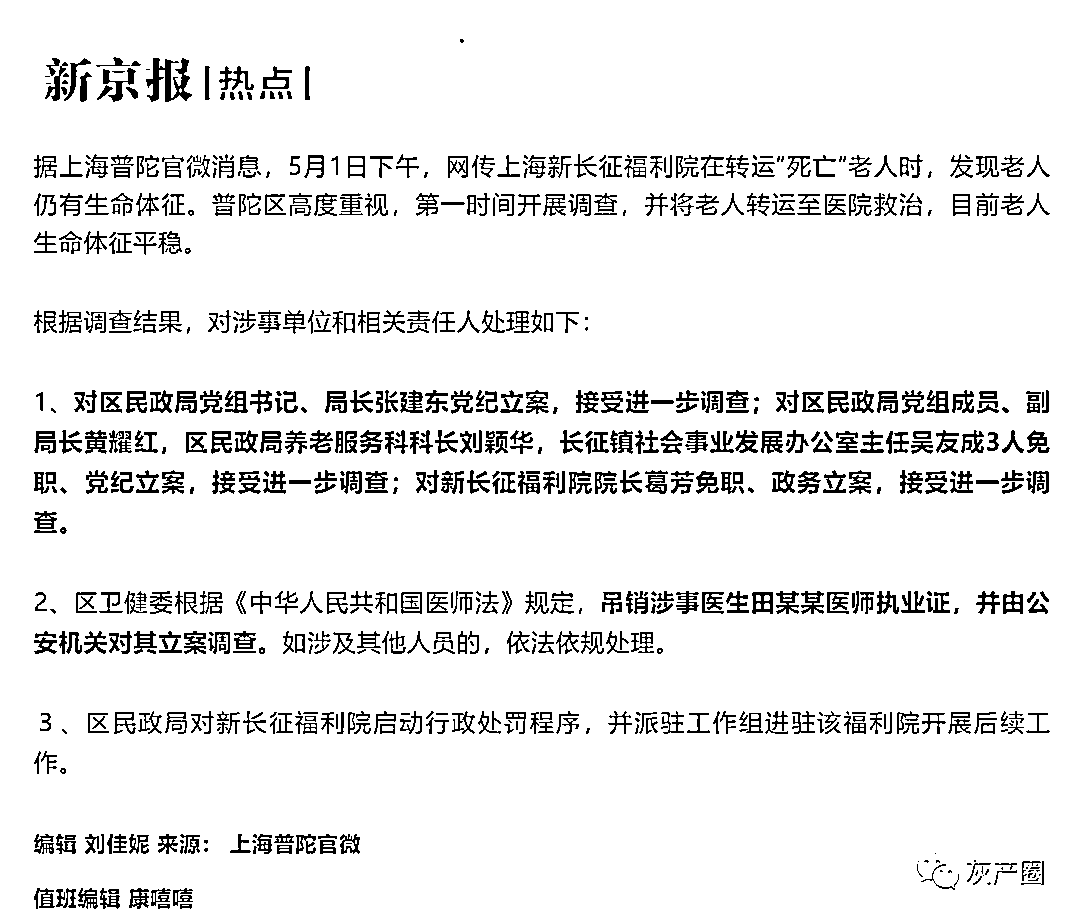 新京报|热点|
据上海普陀官微消息，5月1日下午，网传上海新长征福利院在转运“死亡”老人时，发现老人
仍有生命体征。普陀区高度重视，第一时间开展调查，并将老人转运至医院救治，目前老人
生命体征平稳。
根据调查结果，对涉事单位和相关责任人处理如下：
1、对区民政局党组书记、局长张建东党纪立案，接受进一步调查；对区民政局党组成员、副
局长黄耀红，区民政局养老服务科科长刘颖华，长征镇社会事业发展办公室主任吴友成3人免
职、党纪立案，接受进一步调查；对新长征福利院院长葛芳免职、政务立案，接受进一步调
查。
2、区卫健委根据《中华人民共和国医师法》规定，吊销涉事医生田某某医师执业证，并由公
安机关对其立案调查。如涉及其他人员的，依法依规处理。
3、区民政局对新长征福利院启动行政处罚程序，并派驻工作组进驻该福利院开展后续工
作。
编辑 刘佳妮 来源： 上海普陀官微
值班编辑 康嘻嘻
灰产圈